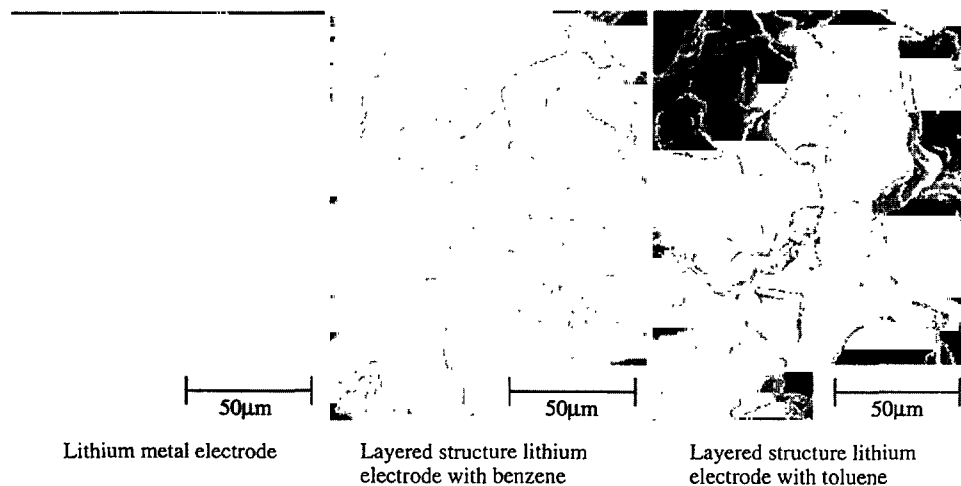 50μm
50μm
50μm
Lithium metal electrode
Layered structure lithium
electrode with benzene
Layered structure lithium
electrode with toluene